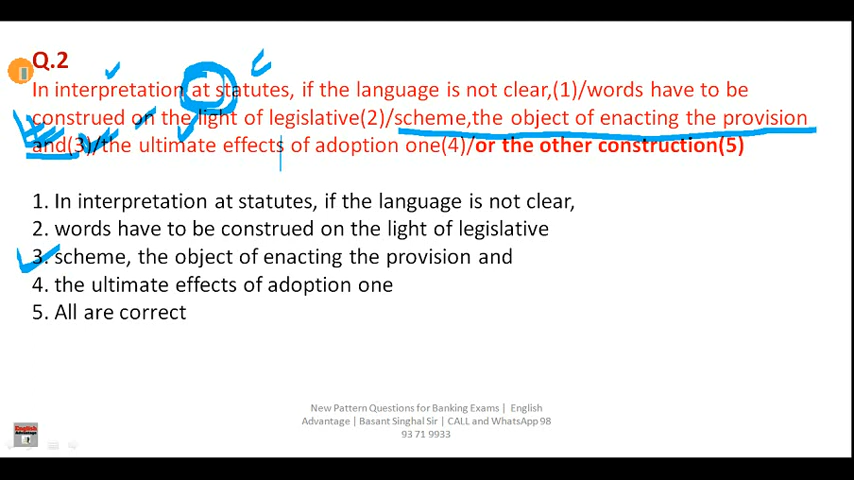 Q.2
In interpretation at statutes, if the language is not clear,(1)/words have to be
construed on the light of legislative(2)/scheme,the object of enacting the provision
and(3)/the ultimate effects of adoption one(4)/or the other construction(5)
1. In interpretation at statutes, if the language is not clear,
2. words have to be construed on the light of legislative
3. scheme, the object of enacting the provision and
4. the ultimate effects of adoption one
5. All are correct
New Pattern Questions for Banking Exams | English
Advantage | Basant Singhal Sir | CALL and WhatsApp 98
93 71 9933
English
Advantage